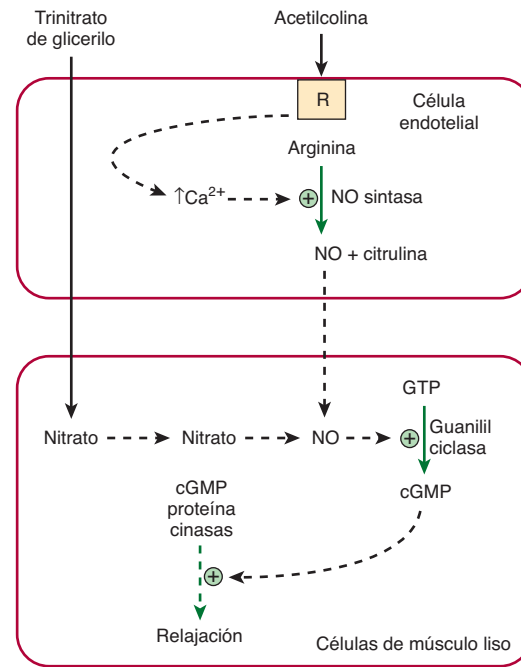 Trinitrato
de glicerilo
Acetilcolina
R
Célula
endotelial
Arginina
↑Ca²⁺
+
NO sintasa
NO + citrulina
GTP
Nitrato
Nitrato
NO
+
Guanilil
ciclasa
cGMP
proteína
cinasas
cGMP
+
Relajación
Células de músculo liso